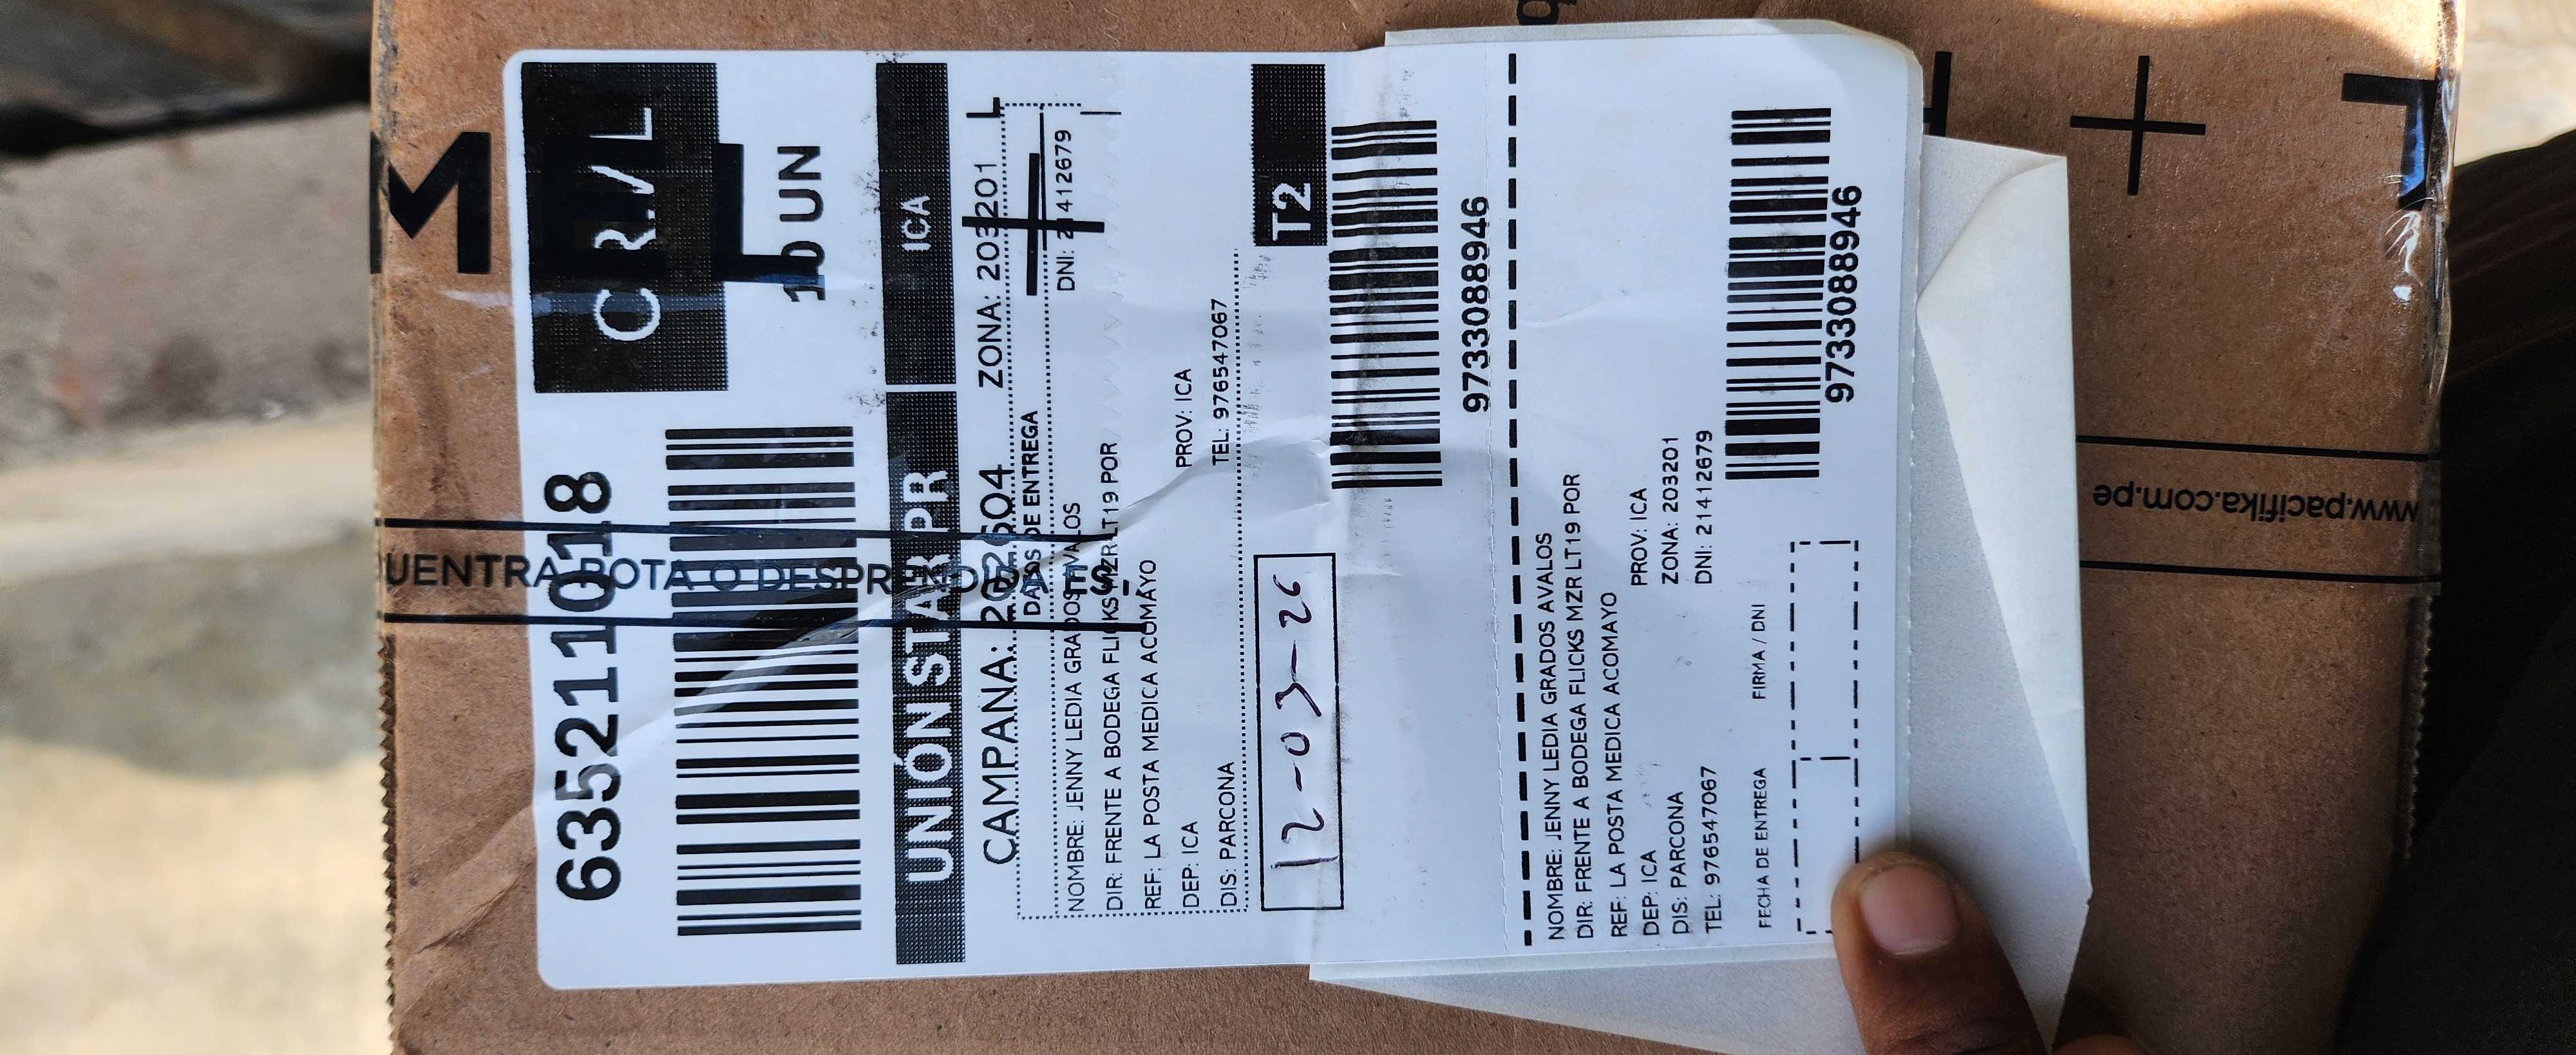 M
635211018
CR/L
10 UN
UENTRA ROTA O DESPRENDIDA ES
UNIÓN STAR PR
ICA
CAMPANA: 202604 ZONA: 203201 L
DATOS DE ENTREGA
NOMBRE: JENNY LEDIA GRADOS AVALOS DNI: 21412679
DIR: FRENTE A BODEGA FLICKS MZR LT19 POR
REF: LA POSTA MEDICA ACOMAYO
DEP: ICA PROV: ICA
DIS: PARCONA TEL: 976547067
12-03-26
T2
9733088946
NOMBRE: JENNY LEDIA GRADOS AVALOS
DIR: FRENTE A BODEGA FLICKS MZR LT19 POR
REF: LA POSTA MEDICA ACOMAYO
DEP: ICA PROV: ICA
DIS: PARCONA ZONA: 203201
TEL: 976547067 DNI: 21412679
FECHA DE ENTREGA FIRMA / DNI
9733088946
www.pacifika.com.pe